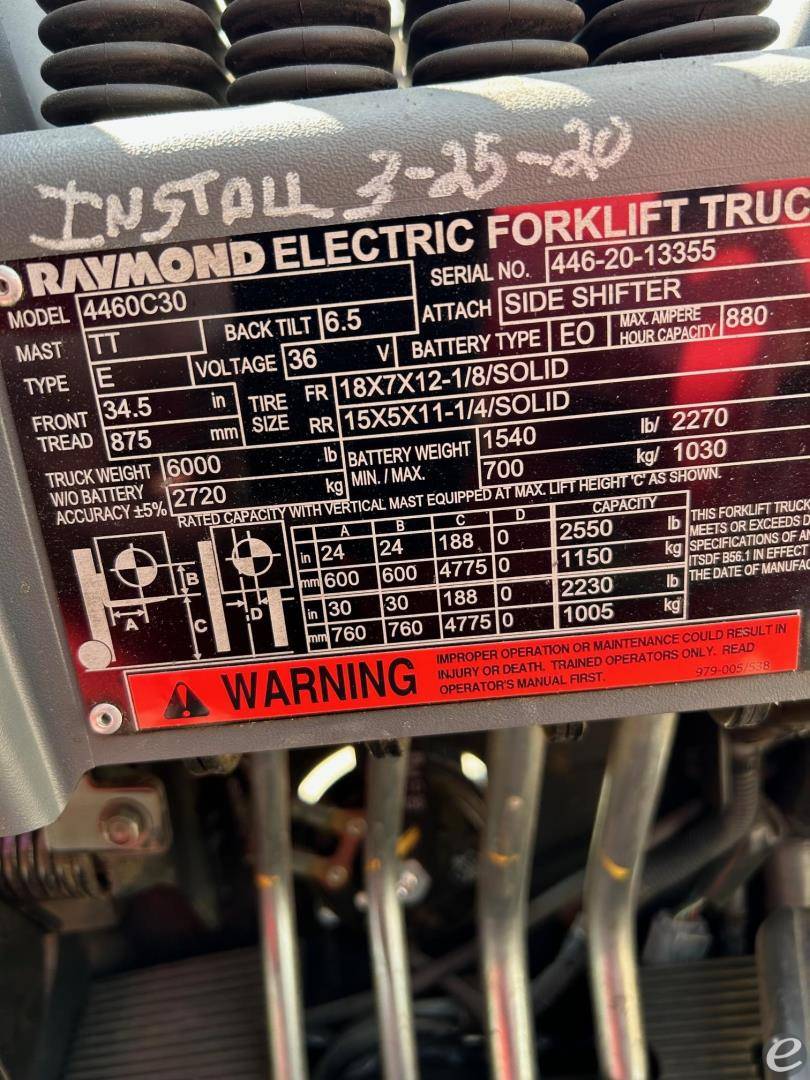 INSTALL 3-25-20
RAYMOND ELECTRIC FORKLIFT TRUC
MODEL 4460C30 SERIAL NO. 446-20-13355
MAST TT BACK TILT 6.5 ATTACH SIDE SHIFTER
TYPE E VOLTAGE 36 V BATTERY TYPE EO MAX. AMPERE HOUR CAPACITY 880
FRONT TREAD 34.5 in TIRE SIZE FR 18X7X12-1/8/SOLID
875 mm RR 15X5X11-1/4/SOLID
TRUCK WEIGHT W/O BATTERY ACCURACY ±5% 6000 lb BATTERY WEIGHT MIN. / MAX. 1540 lb/ 2270
2720 kg 700 kg/ 1030
RATED CAPACITY WITH VERTICAL MAST EQUIPPED AT MAX. LIFT HEIGHT 'C' AS SHOWN.
A B C D CAPACITY
in 24 24 188 0 2550 lb
mm 600 600 4775 0 1150 kg
in 30 30 188 0 2230 lb
mm 760 760 4775 0 1005 kg
B
A
C
D
THIS FORKLIFT TRUCK
MEETS OR EXCEEDS T
SPECIFICATIONS OF AN
ITSDF B56.1 IN EFFECT
THE DATE OF MANUFAC
WARNING
IMPROPER OPERATION OR MAINTENANCE COULD RESULT IN
INJURY OR DEATH. TRAINED OPERATORS ONLY. READ
OPERATOR'S MANUAL FIRST.
979-005/538
e